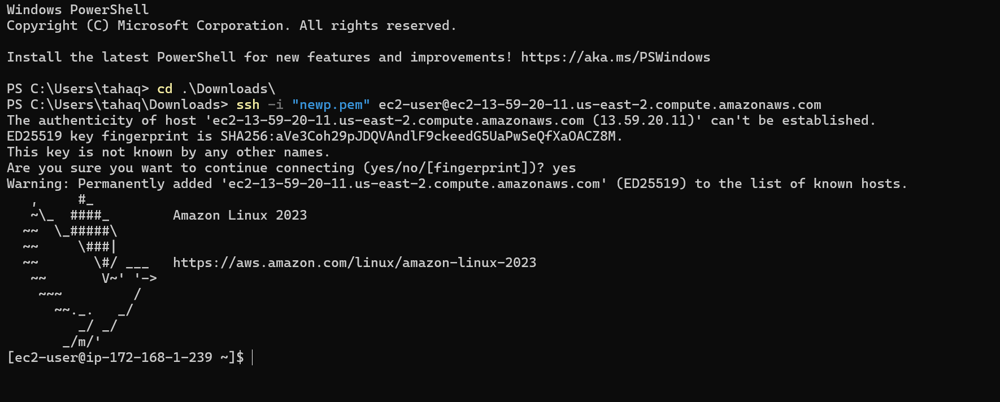 Windows PowerShell
Copyright (C) Microsoft Corporation. All rights reserved.

Install the latest PowerShell for new features and improvements! https://aka.ms/PSWindows

PS C:\Users\tahaq> cd .\Downloads\
PS C:\Users\tahaq\Downloads> ssh -i "newp.pem" ec2-user@ec2-13-59-20-11.us-east-2.compute.amazonaws.com
The authenticity of host 'ec2-13-59-20-11.us-east-2.compute.amazonaws.com (13.59.20.11)' can't be established.
ED25519 key fingerprint is SHA256:aVe3Coh29pJDQVAndlF9ckeedG5UaPwSeQfXaOACZ8M.
This key is not known by any other names.
Are you sure you want to continue connecting (yes/no/[fingerprint])? yes
Warning: Permanently added 'ec2-13-59-20-11.us-east-2.compute.amazonaws.com' (ED25519) to the list of known hosts.
   ,     #_
   ~\_  ####_        Amazon Linux 2023
  ~~  \_#####\
  ~~     \###|
  ~~       \#/ ___   https://aws.amazon.com/linux/amazon-linux-2023
   ~~       V~' '->
    ~~~         /
      ~~._.   _/
         _/ _/
       _/m/'
[ec2-user@ip-172-168-1-239 ~]$